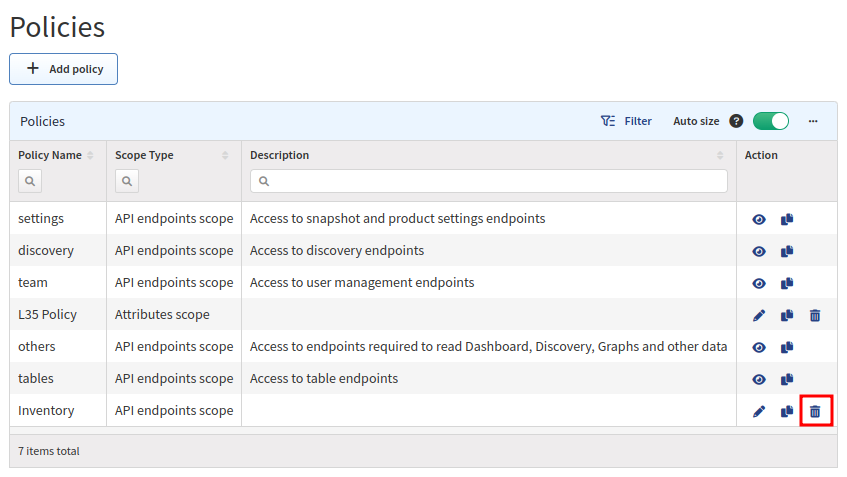 Policies
Add policy
Policies Filter Auto size ? ...
Policy Name Scope Type Description Action
settings API endpoints scope Access to snapshot and product settings endpoints
discovery API endpoints scope Access to discovery endpoints
team API endpoints scope Access to user management endpoints
L35 Policy Attributes scope
others API endpoints scope Access to endpoints required to read Dashboard, Discovery, Graphs and other data
tables API endpoints scope Access to table endpoints
Inventory API endpoints scope
7 items total